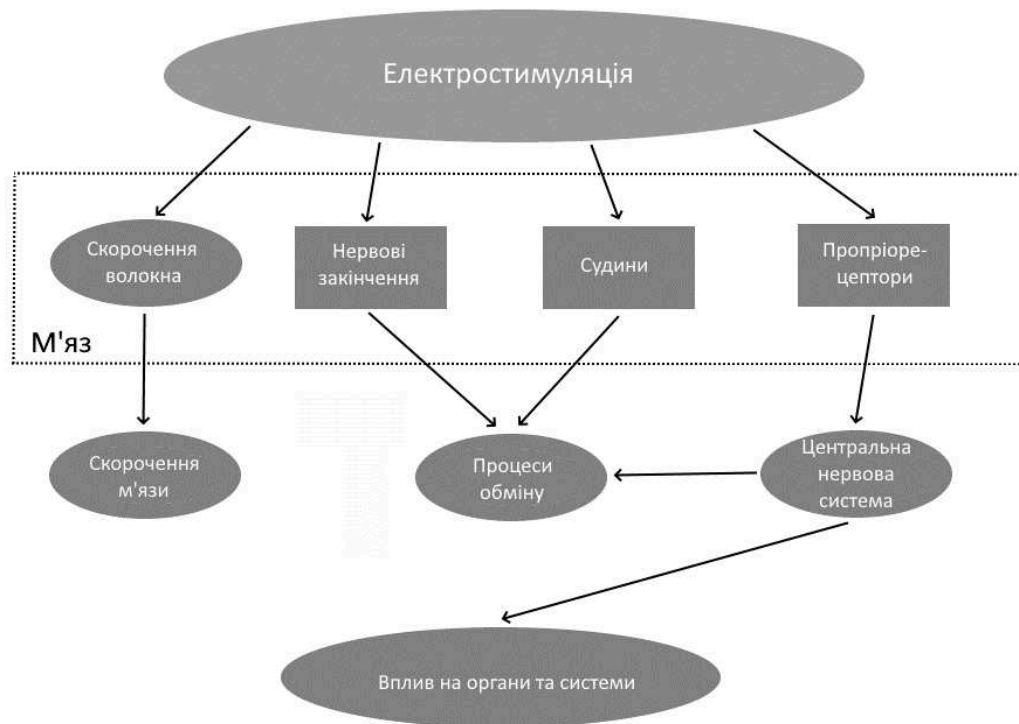 Електростимуляція
Скорочення
волокна
Нервові
закінчення
Судини
Пропріоре-
цептори
М'яз
Скорочення
м'язи
Процеси
обміну
Центральна
нервова
система
Вплив на органи та системи